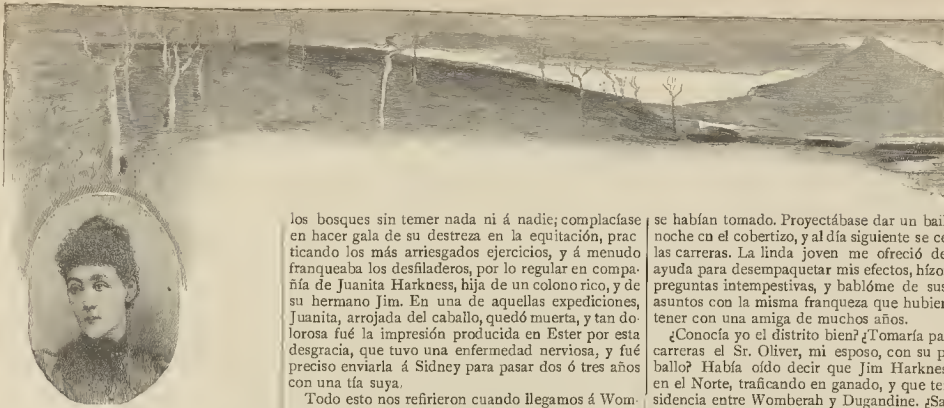 los bosques sin temer nada ni á nadie; complacíase
en hacer gala de su destreza en la equitación, prac
ticando los más arriesgados ejercicios, y á menudo
franqueaba los desfiladeros, por lo regular en compa-
ñía de Juanita Harkness, hija de un colono rico, y de
su hermano Jim. En una de aquellas expediciones,
Juanita, arrojada del caballo, quedó muerta, y tan do-
lorosa fué la impresión producida en Ester por esta
desgracia, que tuvo una enfermedad nerviosa, y fué
preciso enviarla á Sidney para pasar dos ó tres años
con una tía suya.
Todo esto nos refirieron cuando llegamos á Wom-
se habían tomado. Proyectábase dar un bail
noche en el cobertizo, y al día siguiente se ce
las carreras. La linda joven me ofreció de
ayuda para desempaquetar mis efectos, hízo
preguntas intempestivas, y hablóme de sus
asuntos con la misma franqueza que hubier
tener con una amiga de muchos años.
¿Conocía yo el distrito bien? ¿Tomaría pa
carreras el Sr. Oliver, mi esposo, con su p
ballo? Había oído decir que Jim Harknes
en el Norte, traficando en ganado, y que te
sidencia entre Womberah y Dugandine. ¿Sa